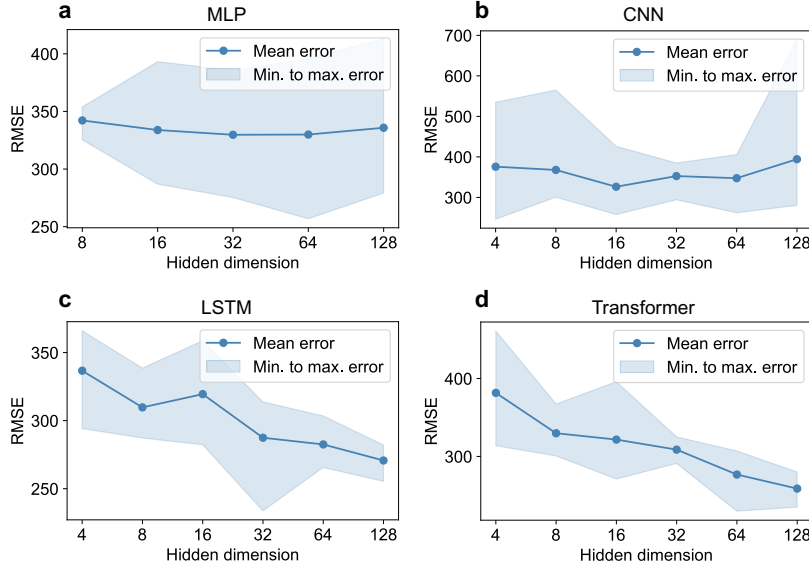 a MLP
400
350
300
250
RMSE
Mean error
Min. to max. error
8 16 32 64 128
Hidden dimension
b CNN
700
600
500
400
300
RMSE
Mean error
Min. to max. error
4 8 16 32 64 128
Hidden dimension
c LSTM
350
300
250
RMSE
Mean error
Min. to max. error
4 8 16 32 64 128
Hidden dimension
d Transformer
400
300
RMSE
Mean error
Min. to max. error
4 8 16 32 64 128
Hidden dimension